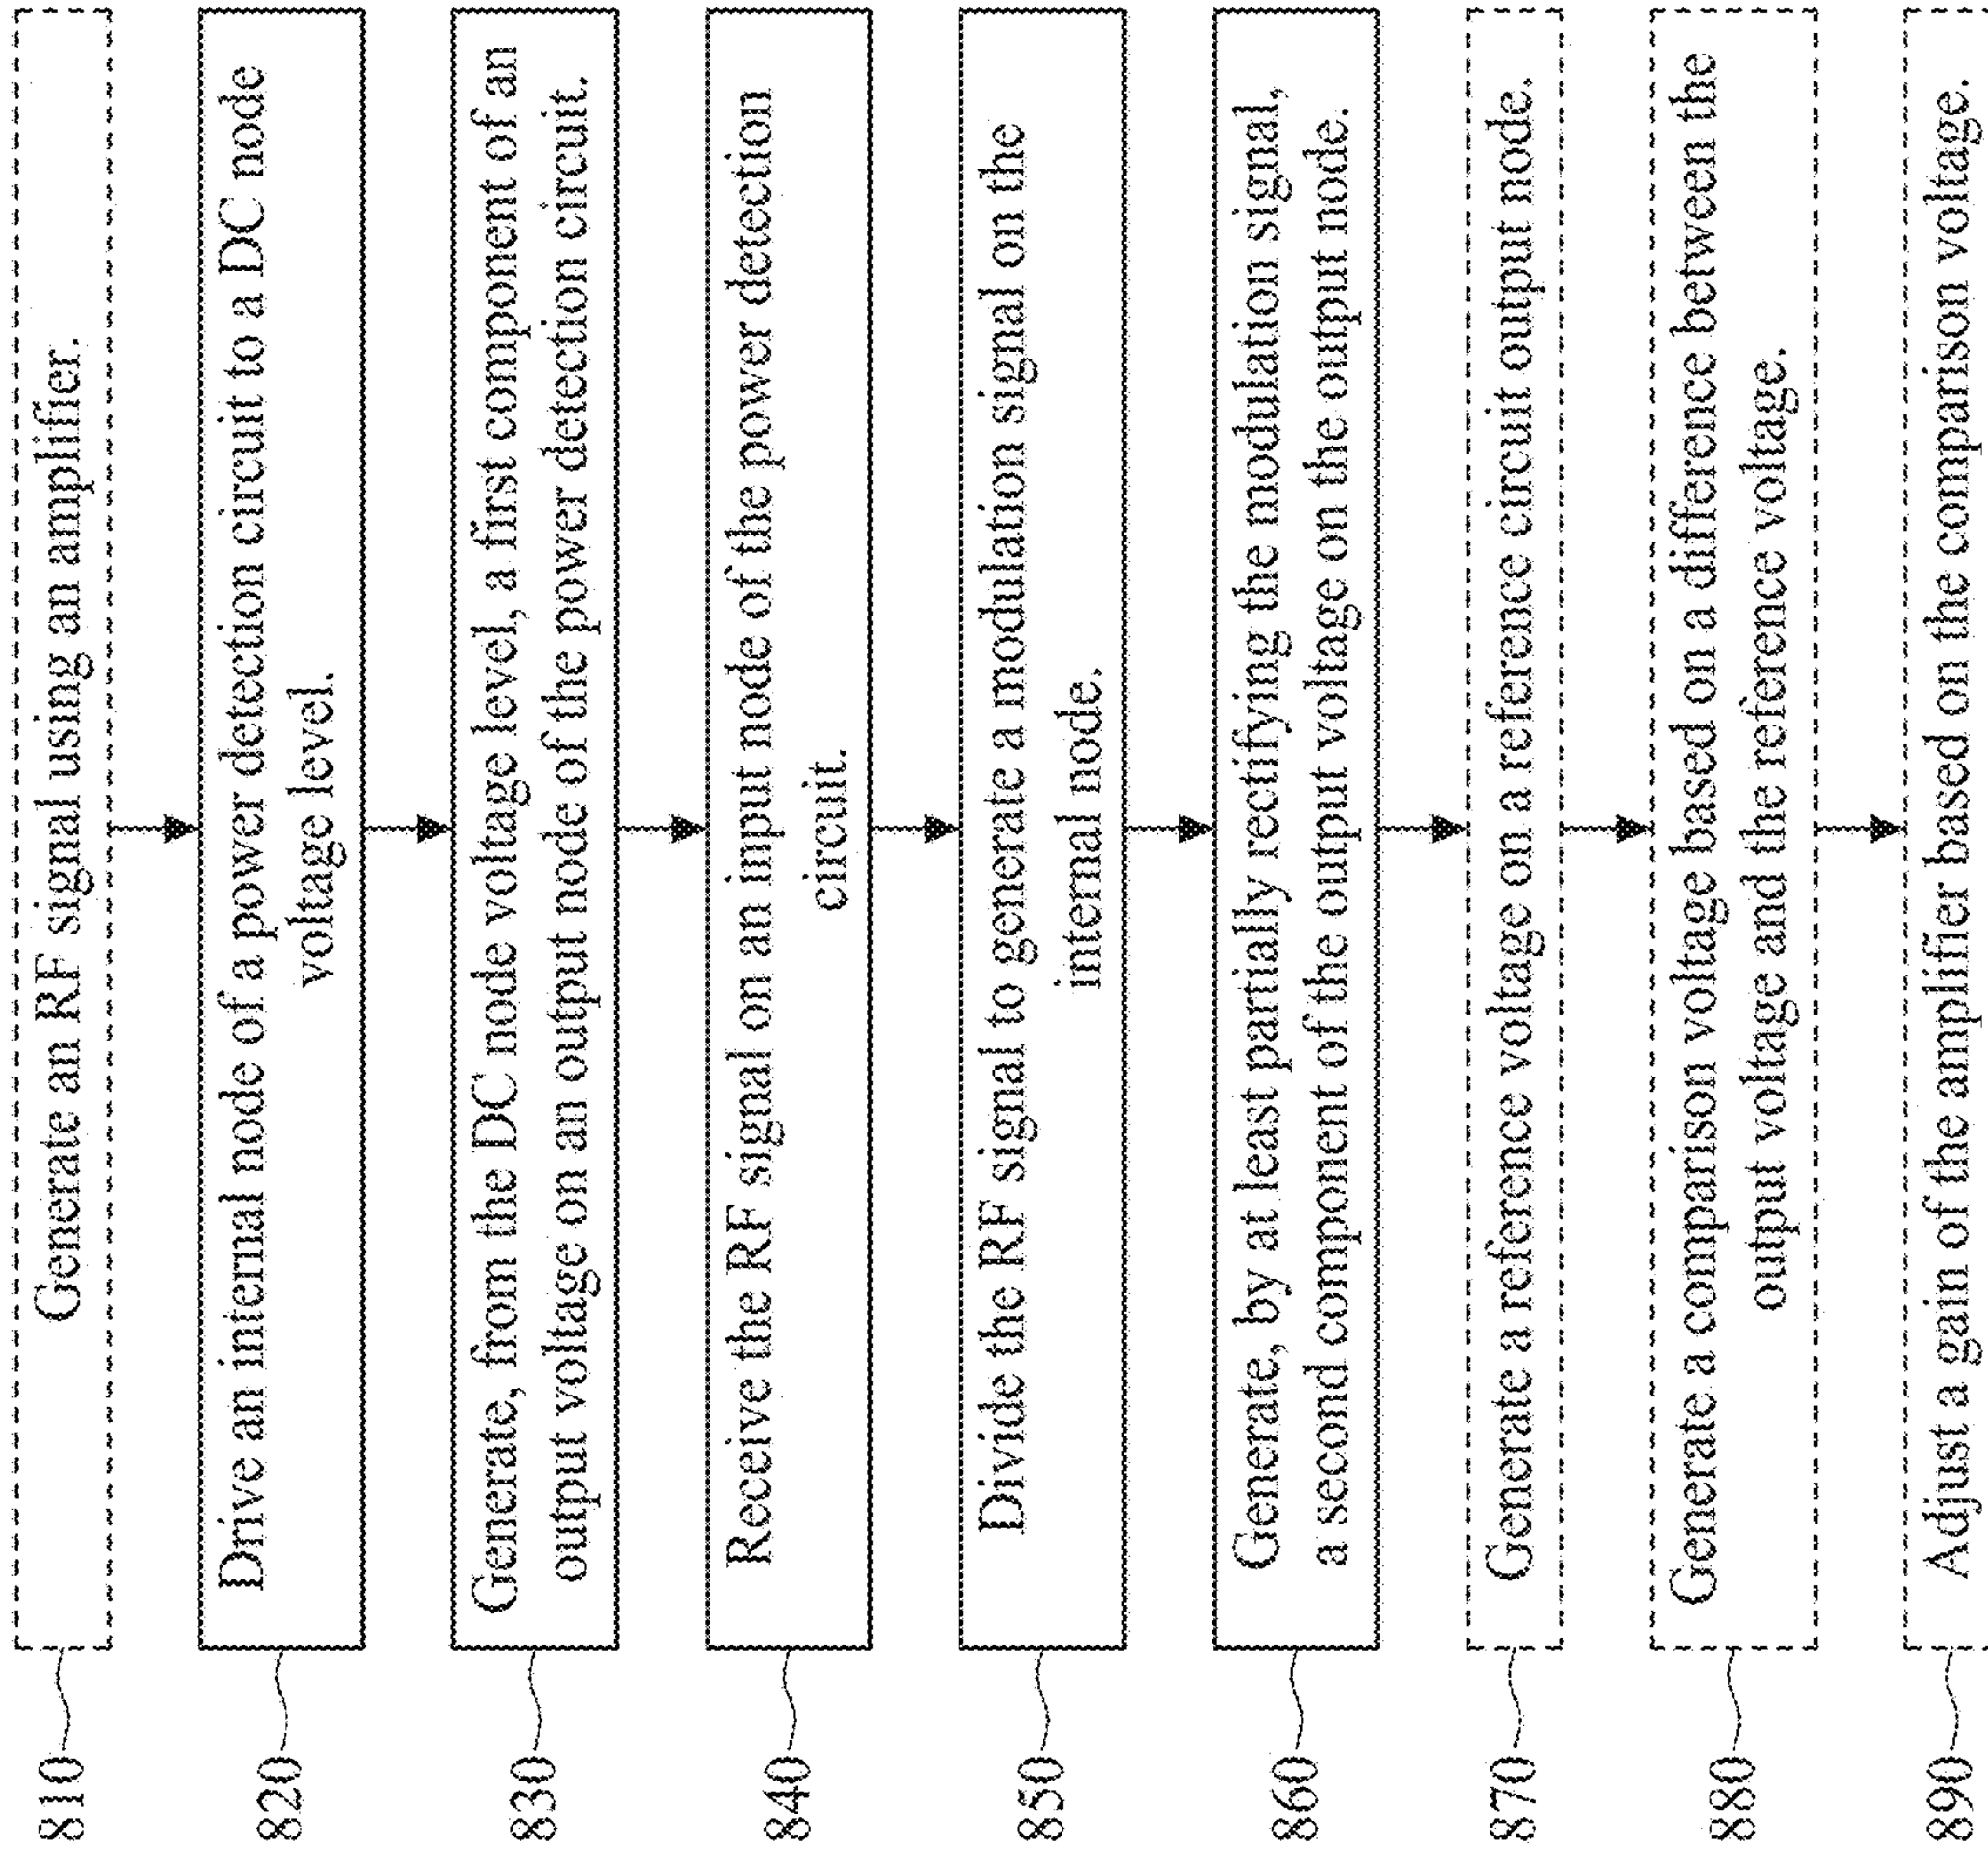 810
Generate an RF signal using an amplifier.
820
Drive an internal node of a power detection circuit to a DC node
voltage level.
830
Generate, from the DC node voltage level, a first component of an
output voltage on an output node of the power detection circuit.
840
Receive the RF signal on an input node of the power detection
circuit.
850
Divide the RF signal to generate a modulation signal on the
internal node.
860
Generate, by at least partially rectifying the modulation signal,
a second component of the output voltage on the output node.
870
Generate a reference voltage on a reference circuit output node.
880
Generate a comparison voltage based on a difference between the
output voltage and the reference voltage.
890
Adjust a gain of the amplifier based on the comparison voltage.